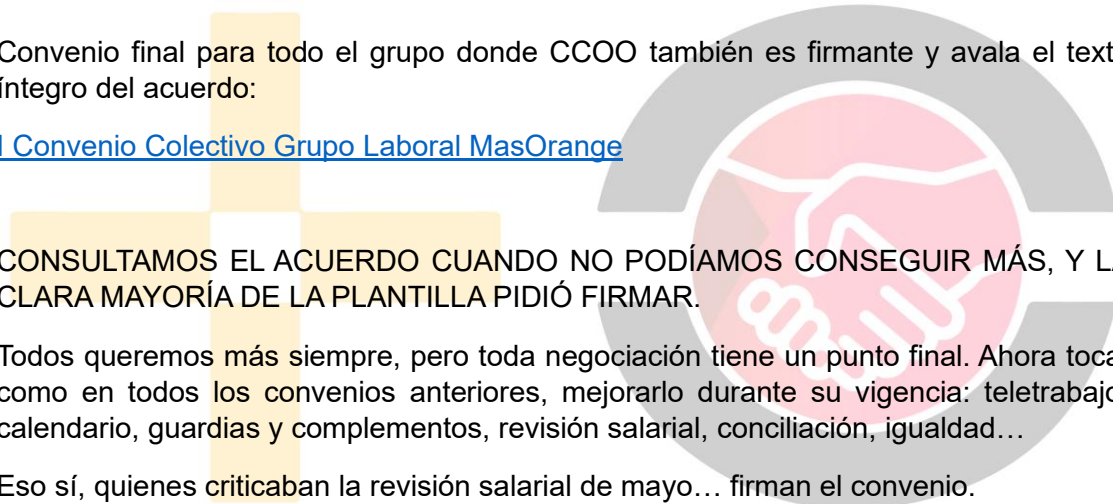 Convenio final para todo el grupo donde CCOO también es firmante y avala el text
íntegro del acuerdo:
I Convenio Colectivo Grupo Laboral MasOrange
CONSULTAMOS EL ACUERDO CUANDO NO PODÍAMOS CONSEGUIR MÁS, Y LA
CLARA MAYORÍA DE LA PLANTILLA PIDIÓ FIRMAR.
Todos queremos más siempre, pero toda negociación tiene un punto final. Ahora toca
como en todos los convenios anteriores, mejorarlo durante su vigencia: teletrabajo
calendario, guardias y complementos, revisión salarial, conciliación, igualdad…
Eso sí, quienes criticaban la revisión salarial de mayo… firman el convenio.